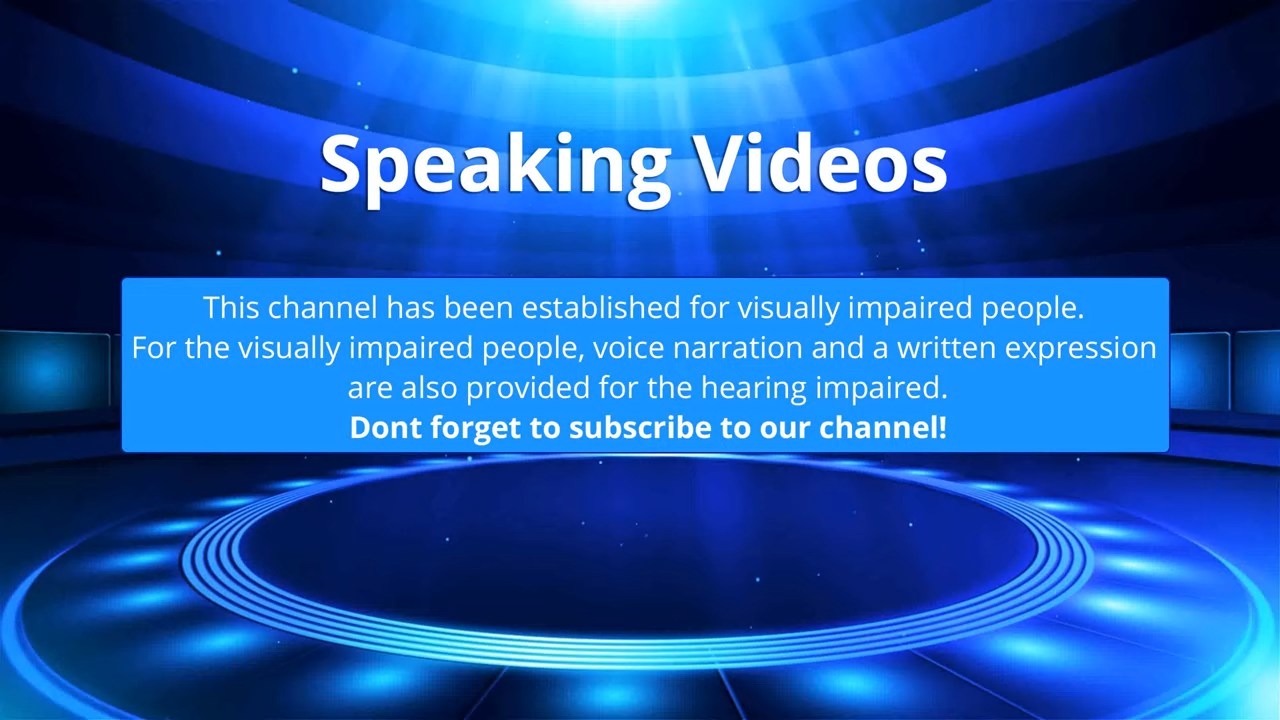 Speaking Videos
This channel has been established for visually impaired people.
For the visually impaired people, voice narration and a written expression
are also provided for the hearing impaired.
Dont forget to subscribe to our channel!